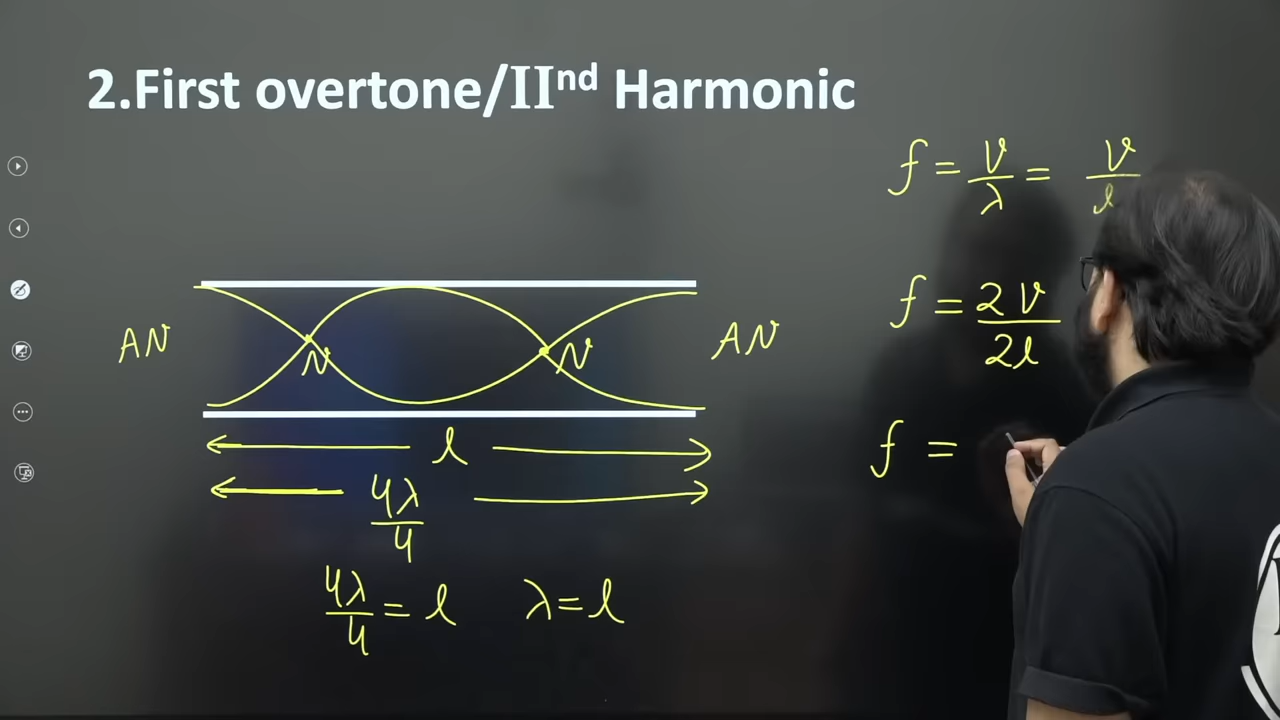 2.First overtone/IInd Harmonic
f = v/λ = v/l
AN N N AN
f = 2v/2l
l
f =
4λ/4
4λ/4 = l λ = l